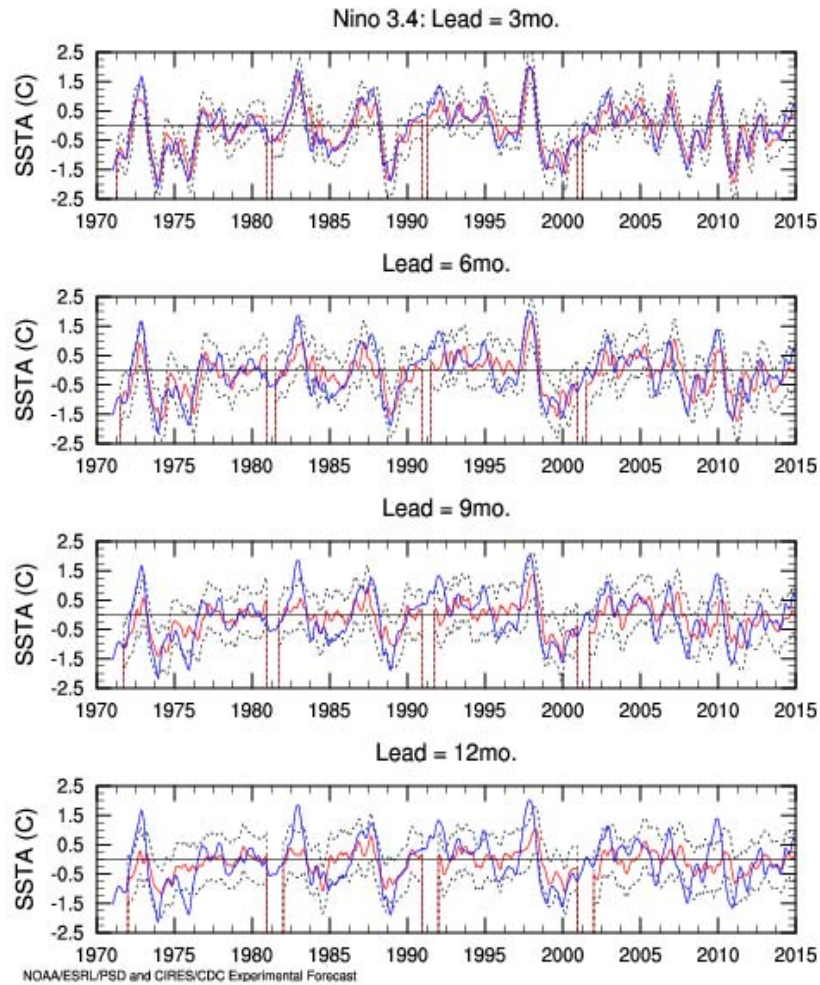 Nino 3.4: Lead = 3mo.
SSTA (C)
2.5
1.5
0.5
-0.5
-1.5
-2.5
1970 1975 1980 1985 1990 1995 2000 2005 2010 2015
Lead = 6mo.
SSTA (C)
2.5
1.5
0.5
-0.5
-1.5
-2.5
1970 1975 1980 1985 1990 1995 2000 2005 2010 2015
Lead = 9mo.
SSTA (C)
2.5
1.5
0.5
-0.5
-1.5
-2.5
1970 1975 1980 1985 1990 1995 2000 2005 2010 2015
Lead = 12mo.
SSTA (C)
2.5
1.5
0.5
-0.5
-1.5
-2.5
1970 1975 1980 1985 1990 1995 2000 2005 2010 2015
NOAA/ESRL/PSD and CIRES/CDC Experimental Forecast